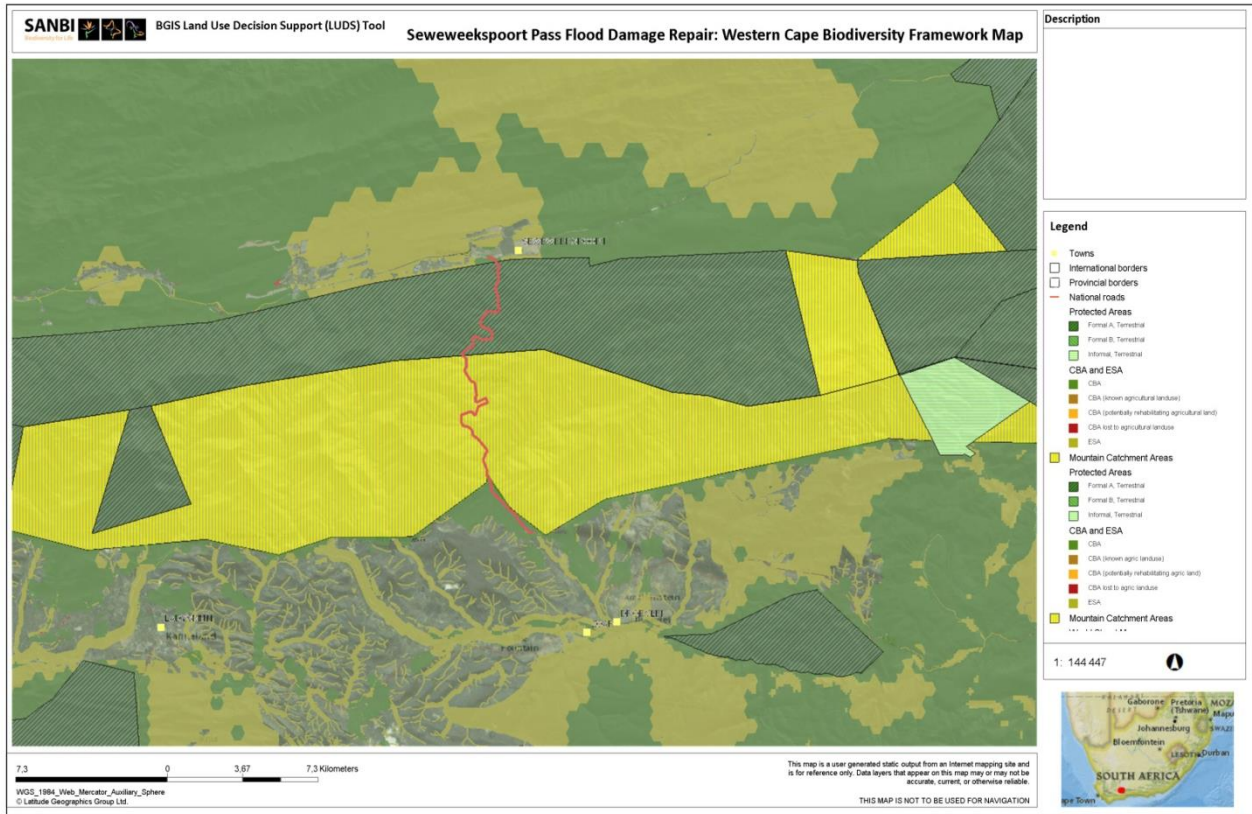 SANBI
Biodiversity for Life
BGIS Land Use Decision Support (LUDS) Tool
Seweweekspoort Pass Flood Damage Repair: Western Cape Biodiversity Framework Map
Description
Legend
Towns
International borders
Provincial borders
National roads
Protected Areas
Formal A, Terrestrial
Formal B, Terrestrial
Informal, Terrestrial
CBA and ESA
CBA
CBA (known agricultural landuse)
CBA (potentially rehabilitating agricultural land)
CBA lost to agricultural landuse
ESA
Mountain Catchment Areas
Protected Areas
Formal A, Terrestrial
Formal B, Terrestrial
Informal, Terrestrial
CBA and ESA
CBA
CBA (known agric landuse)
CBA (potentially rehabilitating agric land)
CBA lost to agric landuse
ESA
Mountain Catchment Areas
1: 144 447
Gaborone
Pretoria
(Tshwane)
MOZ
Mapu
Johannesburg
SWAZI
Bloemfontein
LESOTHO
Durban
SOUTH AFRICA
ape Town
7,3
0
3,67
7,3 Kilometers
WGS_1984_Web_Mercator_Auxiliary_Sphere
© Latitude Geographics Group Ltd.
This map is a user generated static output from an Internet mapping site and
is for reference only. Data layers that appear on this map may or may not be
accurate, current, or otherwise reliable.
THIS MAP IS NOT TO BE USED FOR NAVIGATION